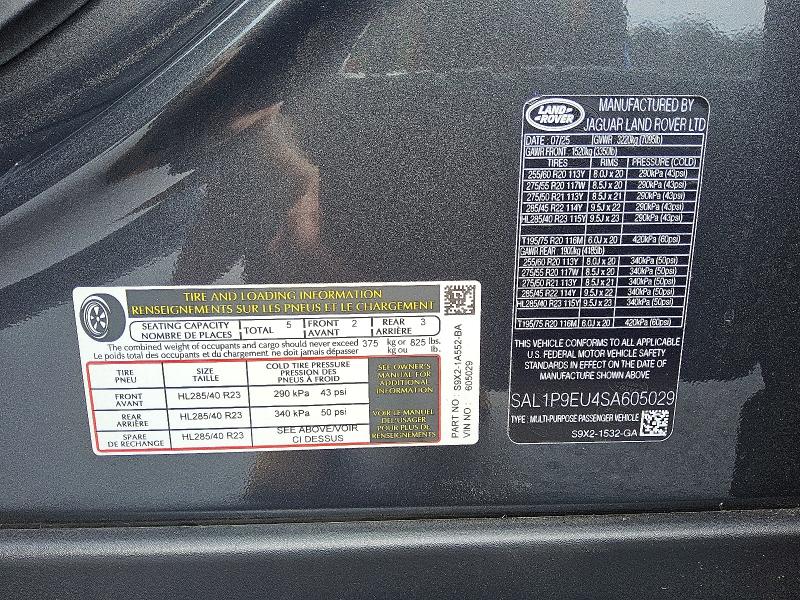 LAND
ROVER
MANUFACTURED BY
JAGUAR LAND ROVER LTD
DATE : 07/25 GVWR : 3220kg (7095lb)
GAWR FRONT : 1520kg (3350lb)
TIRES RIMS PRESSURE (COLD)
255/60 R20 113Y 8.0J x 20 290kPa (43psi)
275/55 R20 117W 8.5J x 20 290kPa (43psi)
275/50 R21 113Y 8.5J x 21 290kPa (43psi)
285/45 R22 114Y 9.5J x 22 290kPa (43psi)
HL285/40 R23 115Y 9.5J x 23 290kPa (43psi)
T195/75 R20 116M 6.0J x 20 420kPa (60psi)
GAWR REAR : 1900kg (4185lb)
255/60 R20 113Y 8.0J x 20 340kPa (50psi)
275/55 R20 117W 8.5J x 20 340kPa (50psi)
275/50 R21 113Y 8.5J x 21 340kPa (50psi)
285/45 R22 114Y 9.5J x 22 340kPa (50psi)
HL285/40 R23 115Y 9.5J x 23 340kPa (50psi)
T195/75 R20 116M 6.0J x 20 420kPa (60psi)
THIS VEHICLE CONFORMS TO ALL APPLICABLE
U.S. FEDERAL MOTOR VEHICLE SAFETY
STANDARDS IN EFFECT ON THE DATE OF
MANUFACTURE SHOWN ABOVE.
SAL1P9EU4SA605029
TYPE : MULTI-PURPOSE PASSENGER VEHICLE
S9X2-1532-GA
TIRE AND LOADING INFORMATION
RENSEIGNEMENTS SUR LES PNEUS ET LE CHARGEMENT
SEATING CAPACITY TOTAL 5 FRONT 2 REAR 3
NOMBRE DE PLACES AVANT ARRIÈRE
The combined weight of occupants and cargo should never exceed 375 kg or 825 lbs.
Le poids total des occupants et du chargement ne doit jamais dépasser kg ou lb.
TIRE SIZE COLD TIRE PRESSURE
PNEU TAILLE PRESSION DES
PNEUS À FROID
FRONT
AVANT HL285/40 R23 290 kPa 43 psi
REAR
ARRIÈRE HL285/40 R23 340 kPa 50 psi
SPARE
DE RECHANGE HL285/40 R23 SEE ABOVE/VOIR
CI DESSUS
SEE OWNER'S
MANUAL FOR
ADDITIONAL
INFORMATION
VOIR LE MANUEL
DE L'USAGER
POUR PLUS DE
RENSEIGNEMENTS
PART NO : S9X2-1A552-BA
VIN NO : 605029